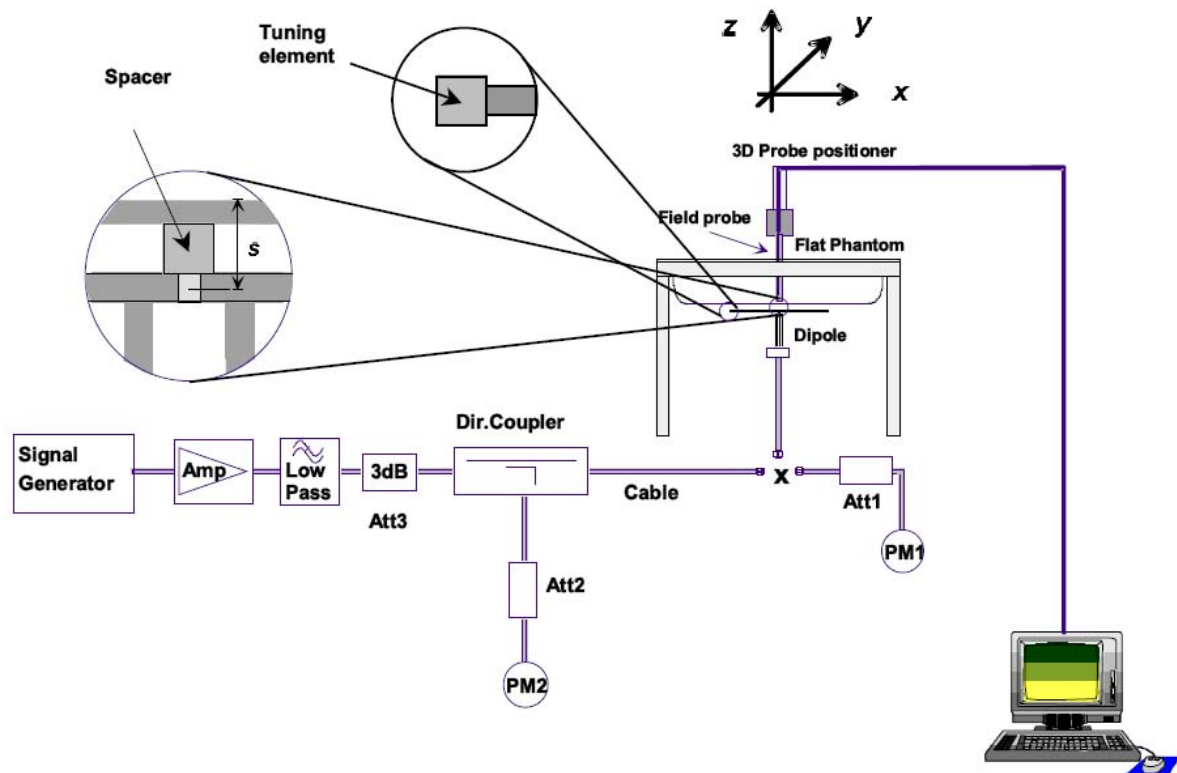 Tuning
element
Spacer
s
z
y
x
3D Probe positioner
Field probe
Flat Phantom
Dipole
Dir.Coupler
Signal
Generator
Amp
Low
Pass
3dB
Att3
Cable
x
Att1
PM1
Att2
PM2